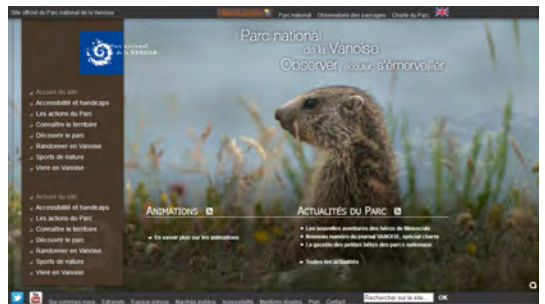 Site officiel du Parc national de la Vanoise
Parc national Observatoire des paysages Charte du Parc
Parc national
de la Vanoise
Observer, écouter, s'émerveiller
Parc national
de la Vanoise
Accueil du site
Accessibilité et handicaps
Les actions du Parc
Connaître le territoire
Découvrir le parc
Randonner en Vanoise
Sports de nature
Vivre en Vanoise
Accueil du site
Accessibilité et handicaps
Les actions du Parc
Connaître le territoire
Découvrir le parc
Randonner en Vanoise
Sports de nature
Vivre en Vanoise
ANIMATIONS
En savoir plus sur les animations
ACTUALITÉS DU PARC
Les nouvelles aventures des héros de Minuscule
Nouveau numéro du journal VANOISE, spécial charte
La gazette des petites bêtes des parcs nationaux
Toutes les actualités
You Tube
Qui sommes-nous Extranets Espace presse Marchés publics Accessibilité Mentions légales Plan Contact
Rechercher sur le site... OK